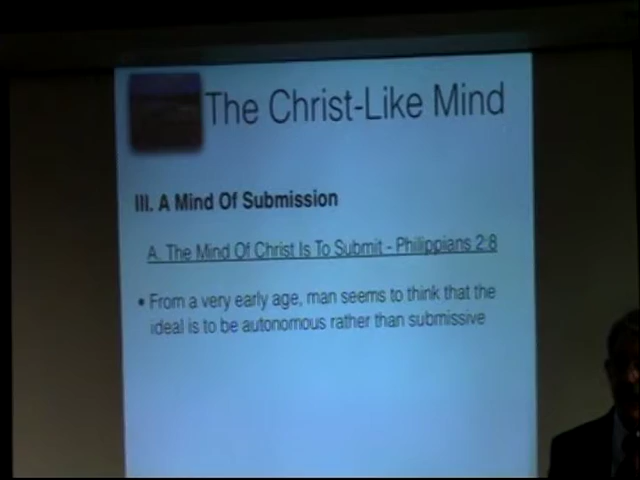 The Christ-Like Mind
III. A Mind Of Submission
A. The Mind Of Christ Is To Submit - Philippians 2:8
• From a very early age, man seems to think that the
ideal is to be autonomous rather than submissive